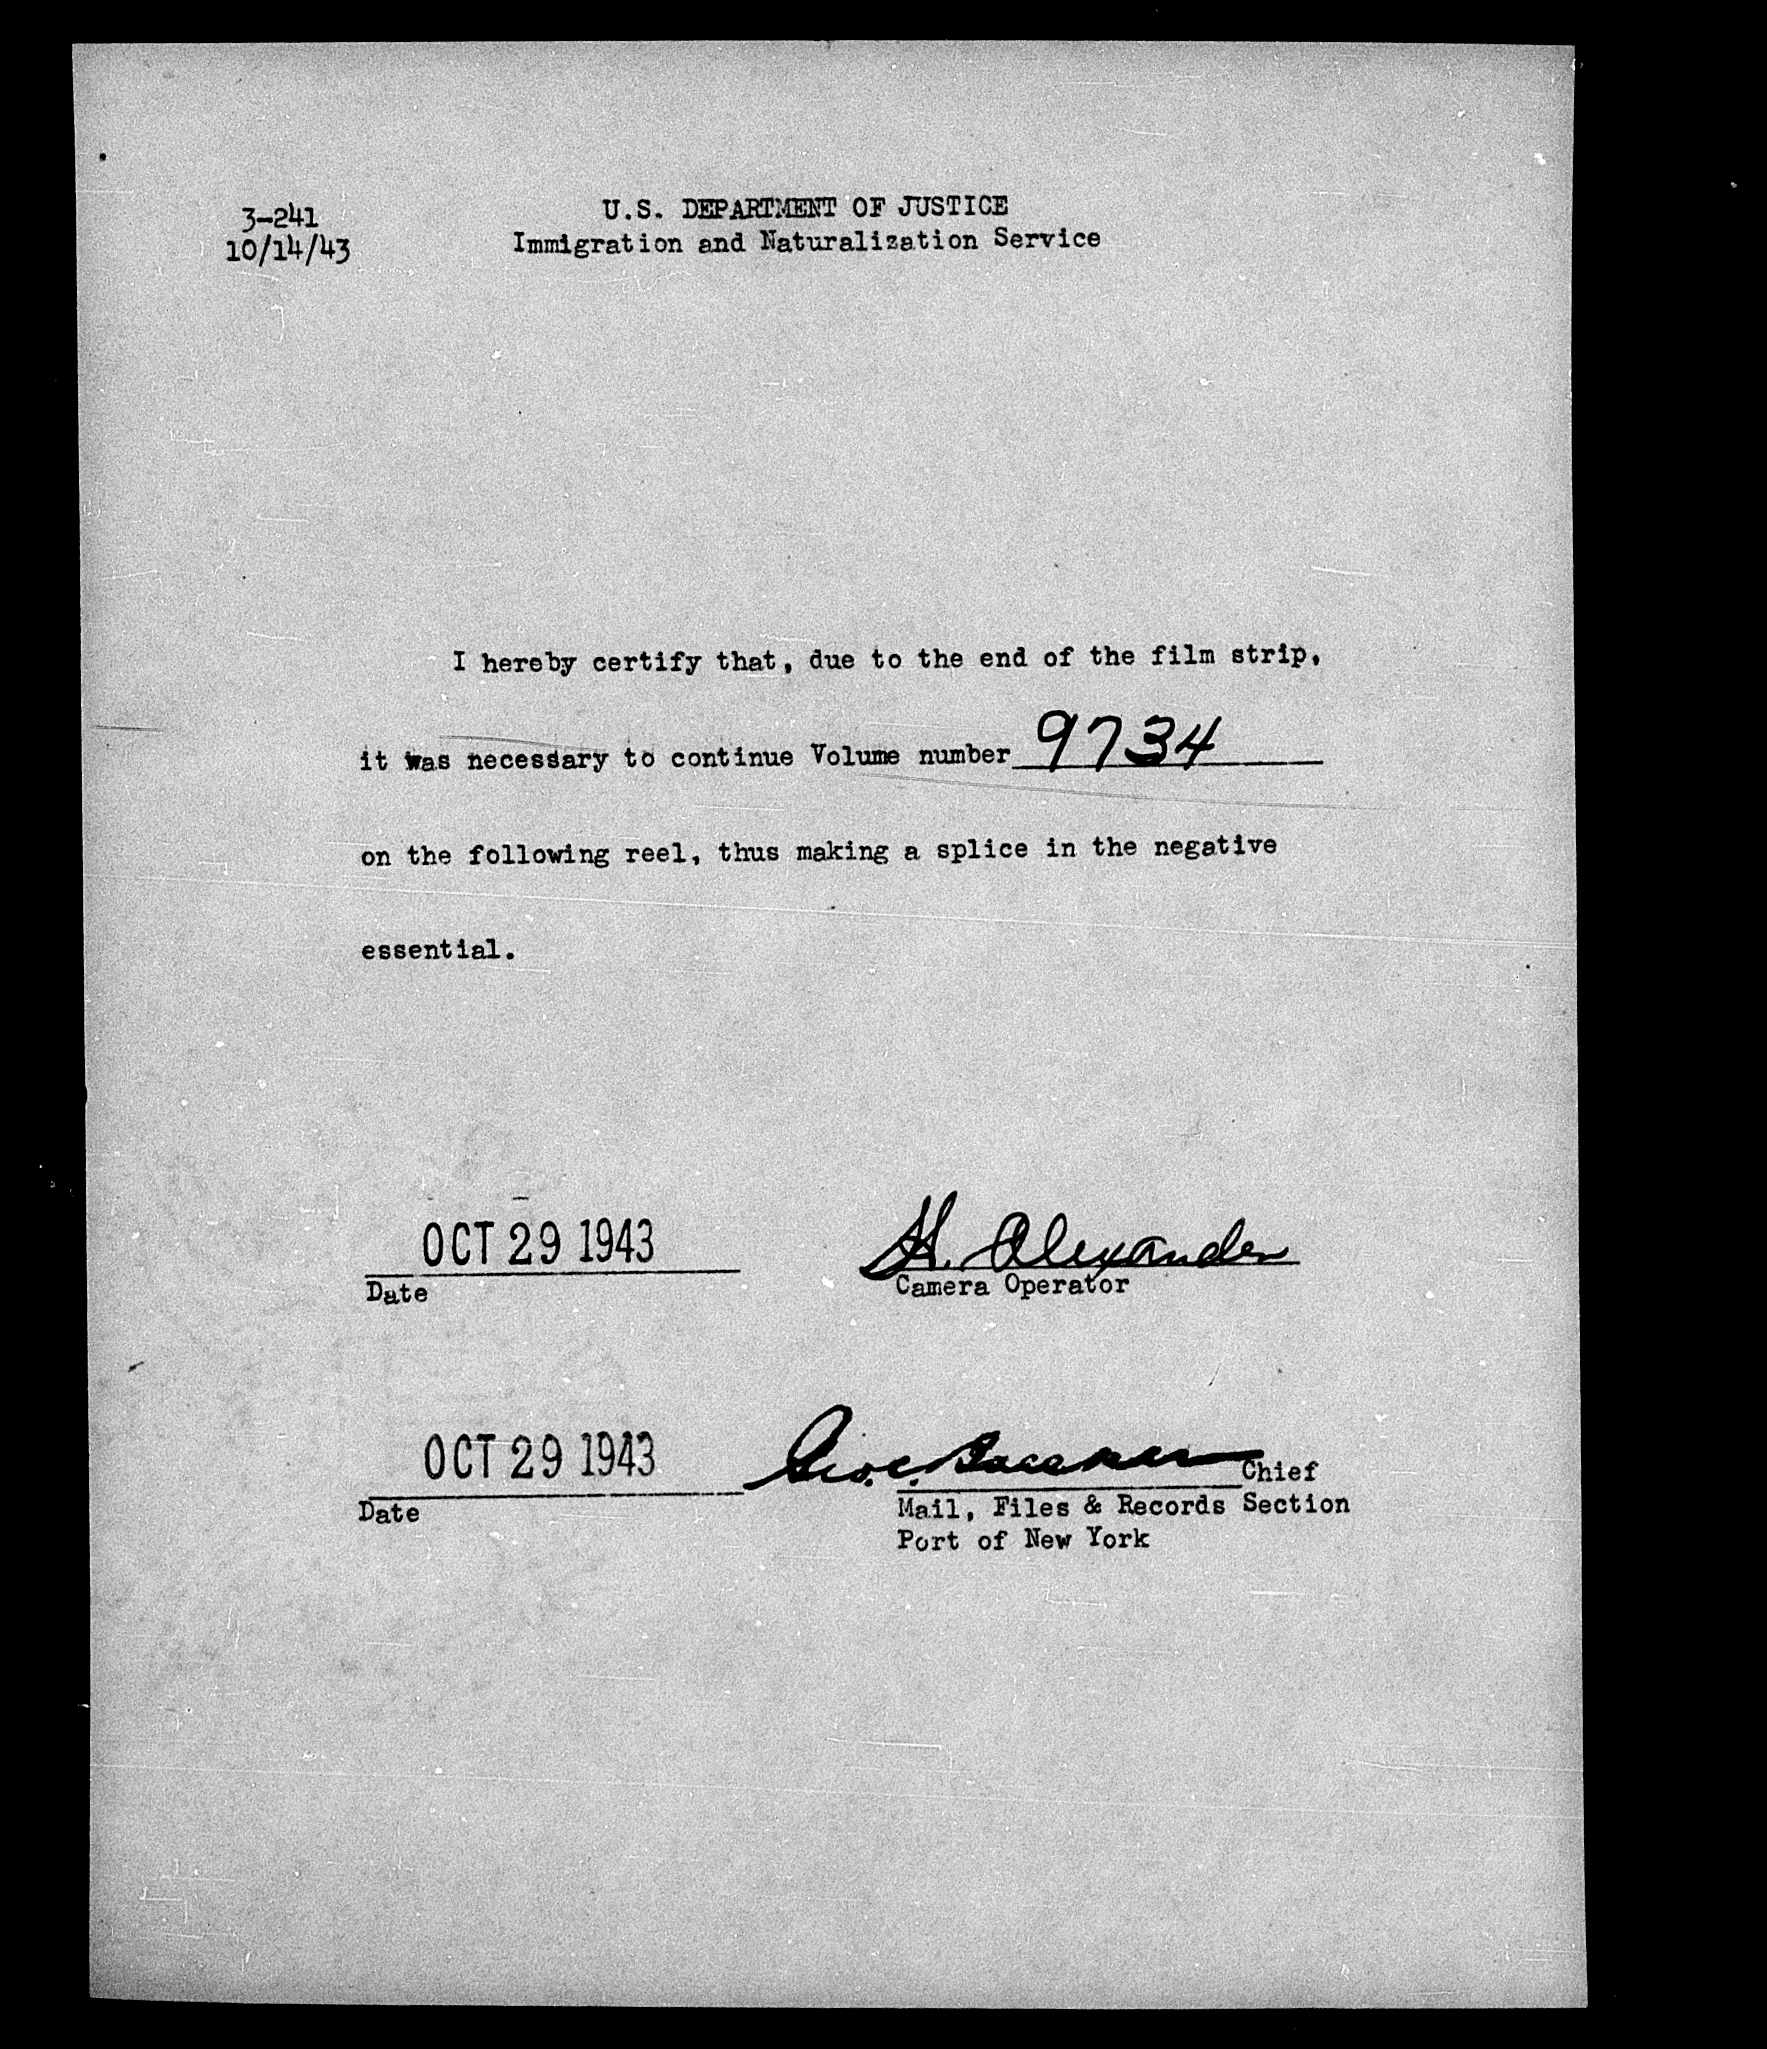 3-241
10/14/43
U.S. DEPARTMENT OF JUSTICE
Immigration and Naturalization Service
I hereby certify that, due to the end of the film strip,
it was necessary to continue Volume number 9734
on the following reel, thus making a splice in the negative
essential.
OCT 29 1943
Date
H. Alexander
Camera Operator
OCT 29 1943
Date
Geo. C. Chief
Mail, Files & Records Section
Port of New York